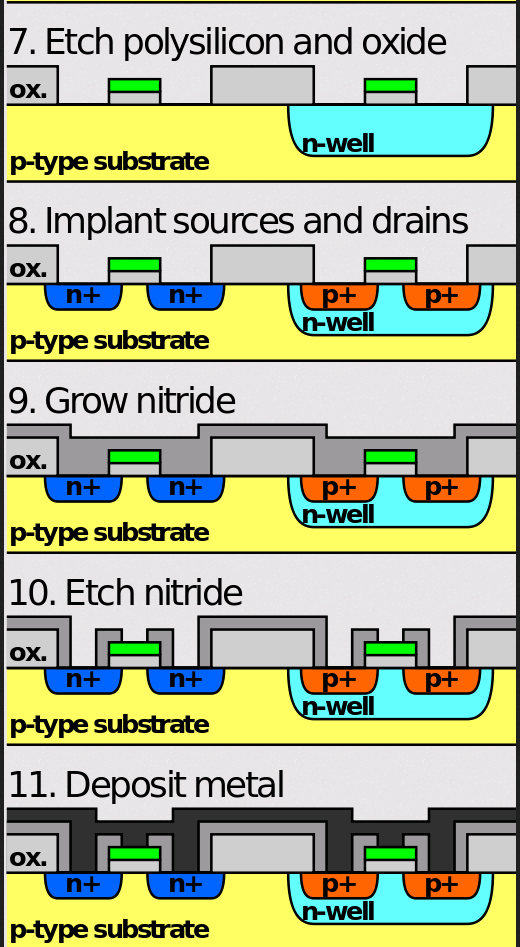 7. Etch polysilicon and oxide
ox.
n-well
p-type substrate
8. Implant sources and drains
ox.
n+ n+ p+ p+
n-well
p-type substrate
9. Grow nitride
ox.
n+ n+ p+ p+
n-well
p-type substrate
10. Etch nitride
ox.
n+ n+ p+ p+
n-well
p-type substrate
11. Deposit metal
ox.
n+ n+ p+ p+
n-well
p-type substrate